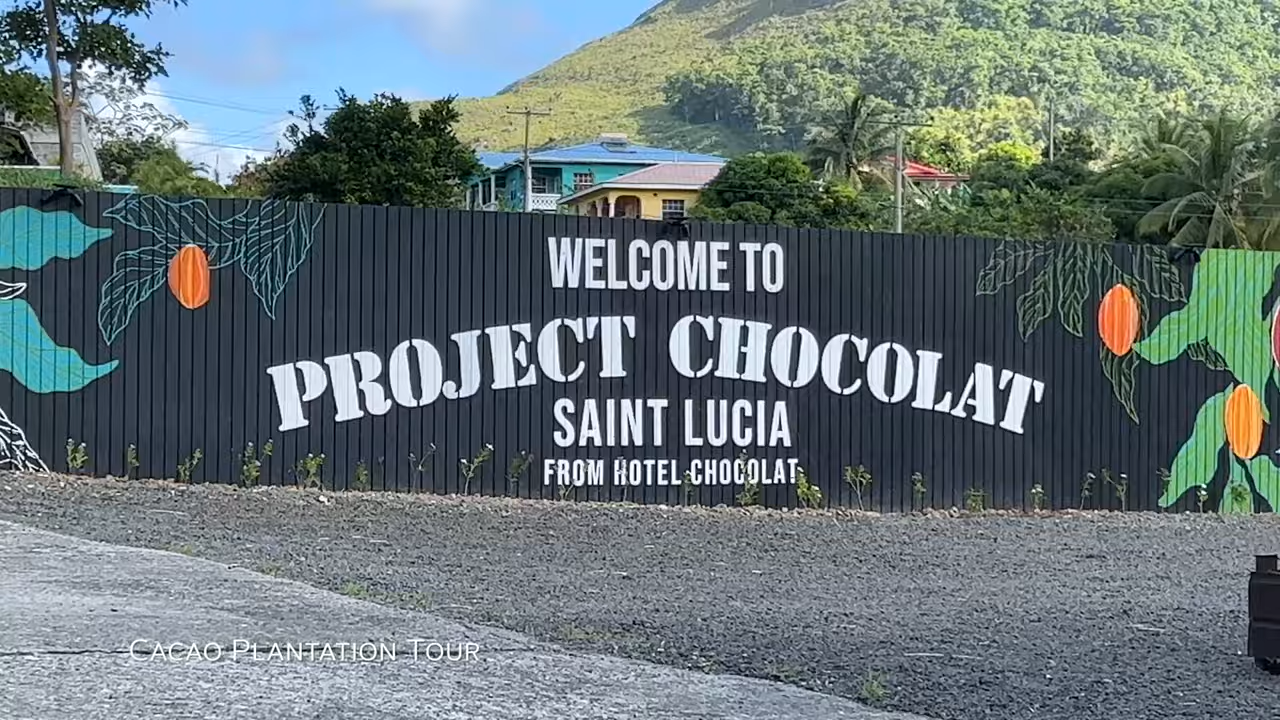 WELCOME TO
PROJECT CHOCOLAT
SAINT LUCIA
FROM HOTEL CHOCOLAT
Cacao Plantation Tour